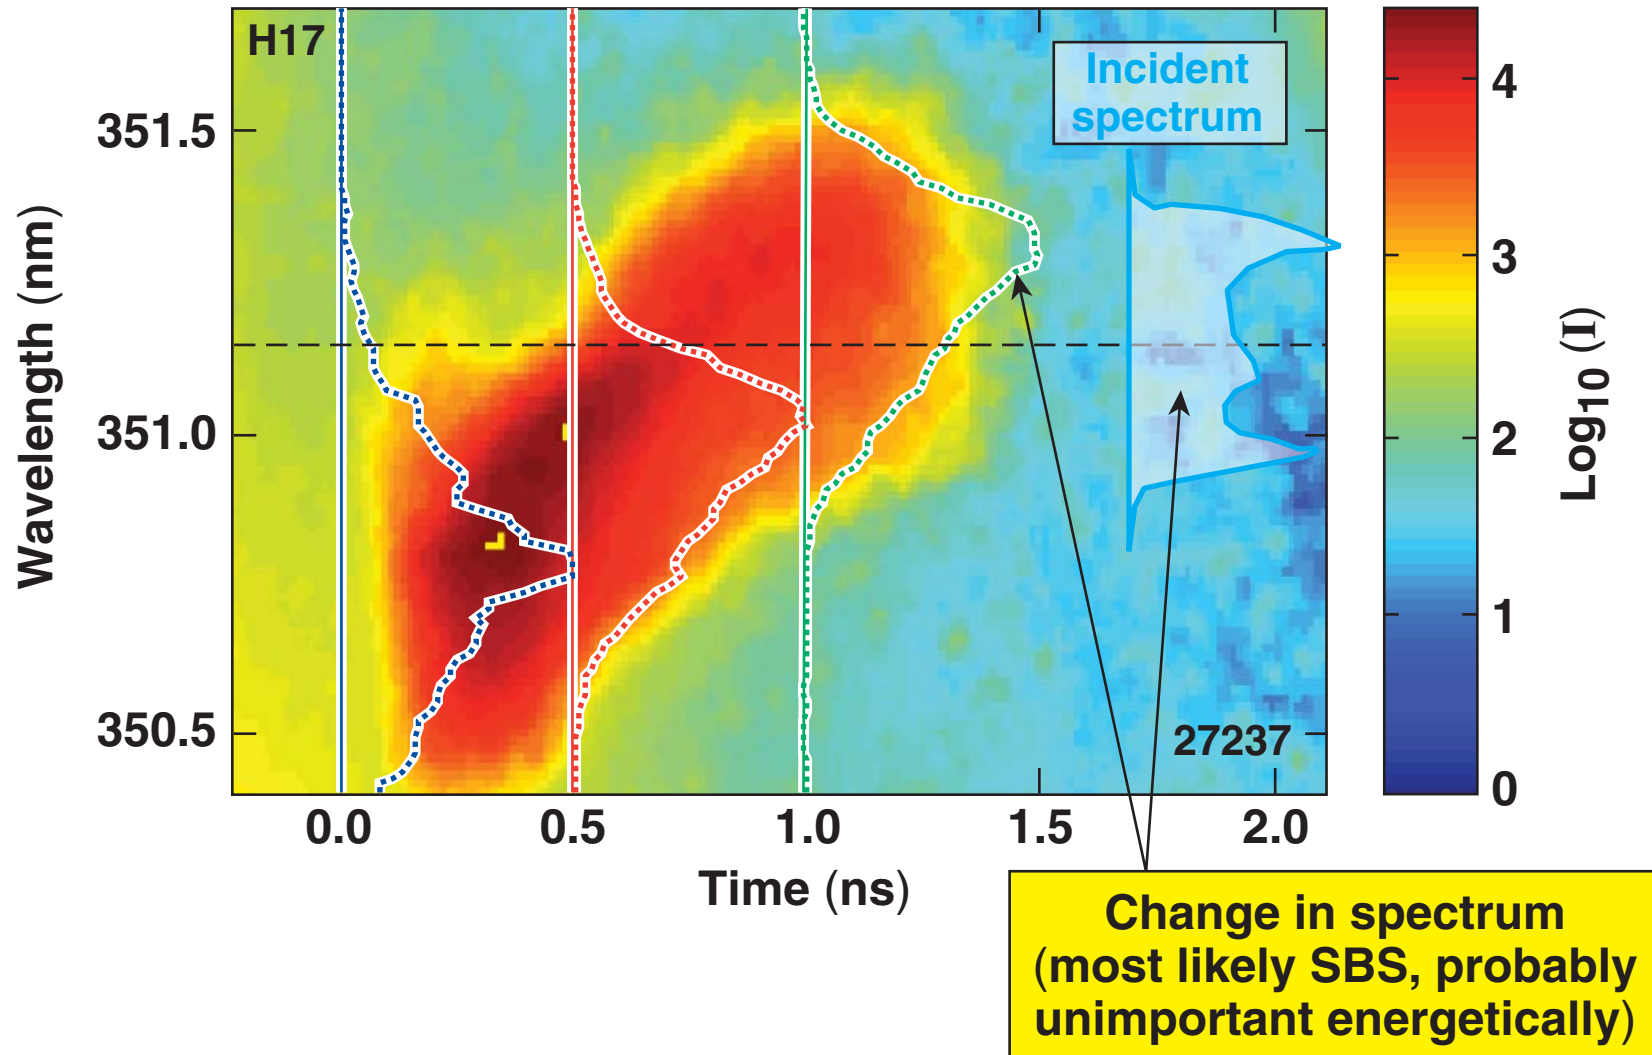 H17
Incident
spectrum
351.5
351.0
350.5
Wavelength (nm)
0.0 0.5 1.0 1.5 2.0
Time (ns)
27237
4
3
2
1
0
Log10 (I)
Change in spectrum
(most likely SBS, probably
unimportant energetically)